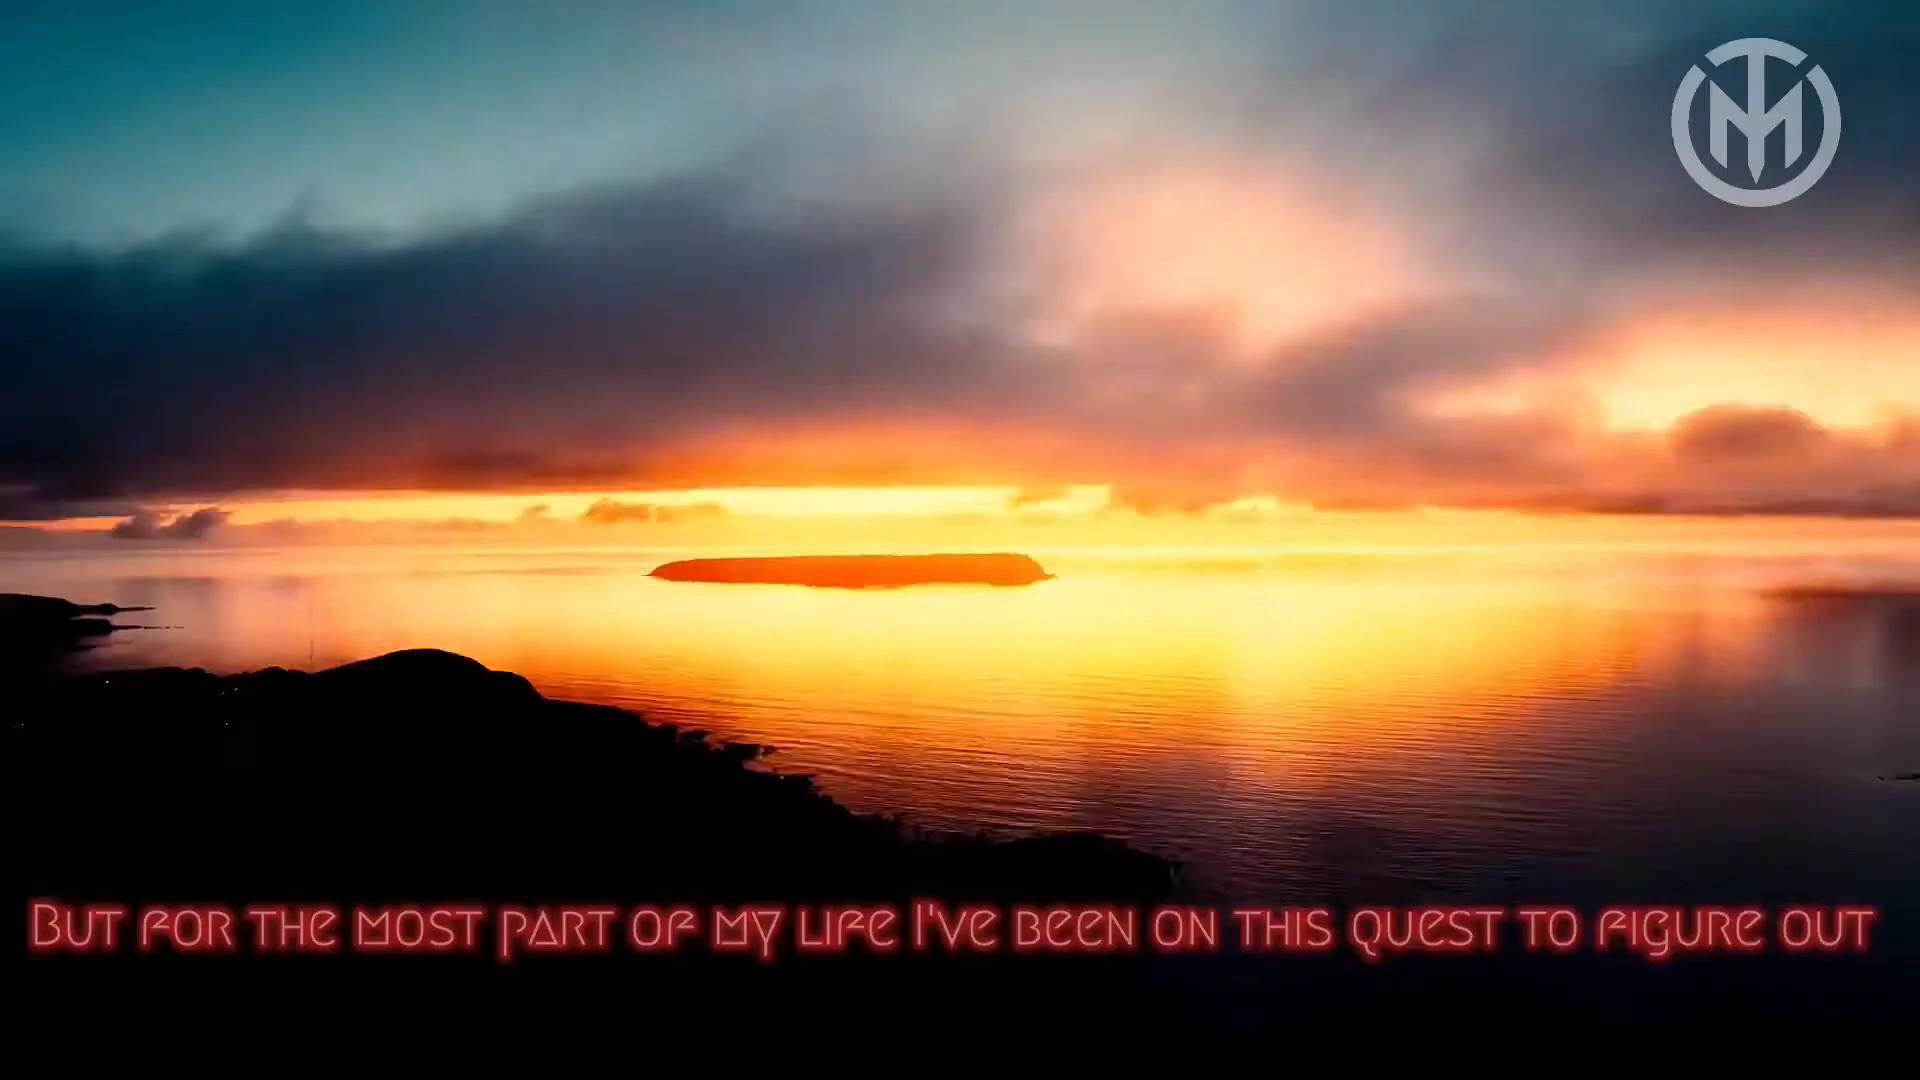 But for the most part of my life I've been on this quest to figure out